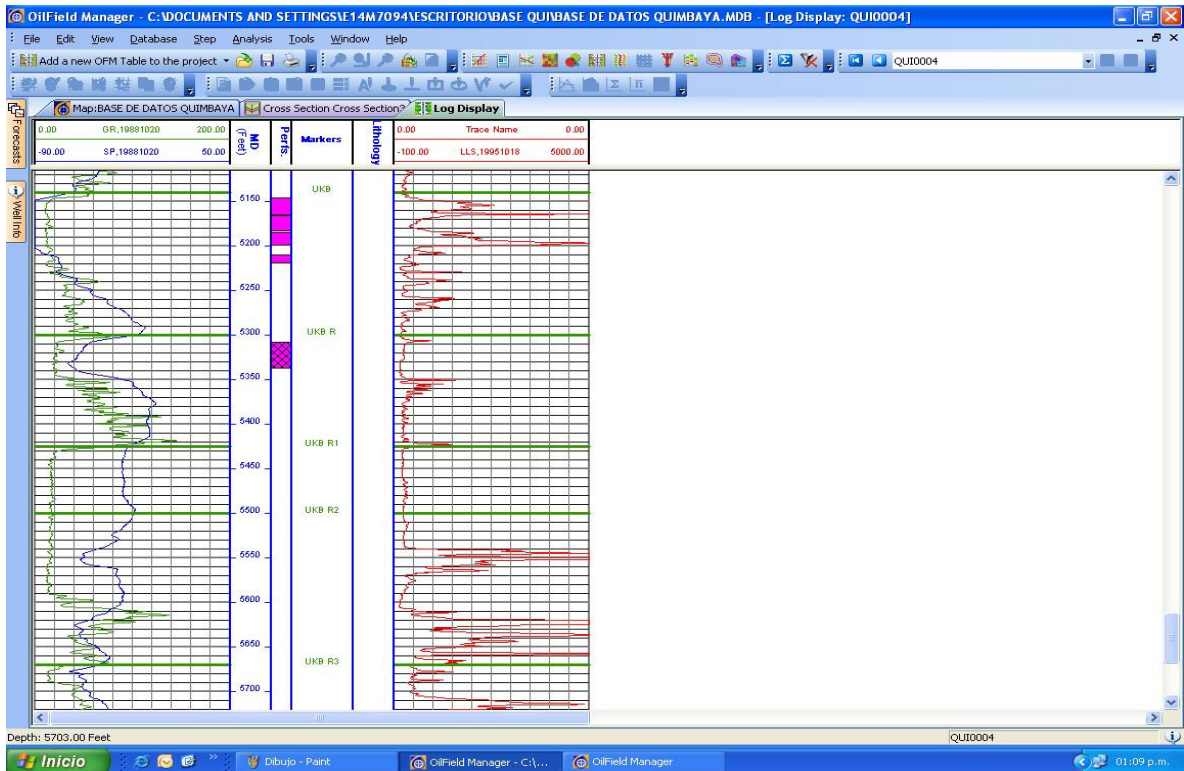 OilField Manager - C:\DOCUMENTS AND SETTINGS\E14M7094\ESCRITORIO\BASE QUI\BASE DE DATOS QUIMBAYA.MDB - [Log Display: QUI0004]
File Edit View Database Step Analysis Tools Window Help
Add a new OFM Table to the project
QUI0004
Map:BASE DE DATOS QUIMBAYA Cross Section Cross Section? Log Display
Forecasts
Well Info
0.00 GR,19881020 200.00
-90.00 SP,19881020 50.00
MD (Feet)
Perfs.
Markers
Lithology
0.00 Trace Name 0.00
-100.00 LLS,19951018 5000.00
UKB
5150
5200
5250
5300 UKB R
5350
5400
UKB R1
5450
5500 UKB R2
5550
5600
5650
UKB R3
5700
Depth: 5703.00 Feet QUI0004
Inicio Dibujo - Paint OilField Manager - C:\... OilField Manager 01:09 p.m.